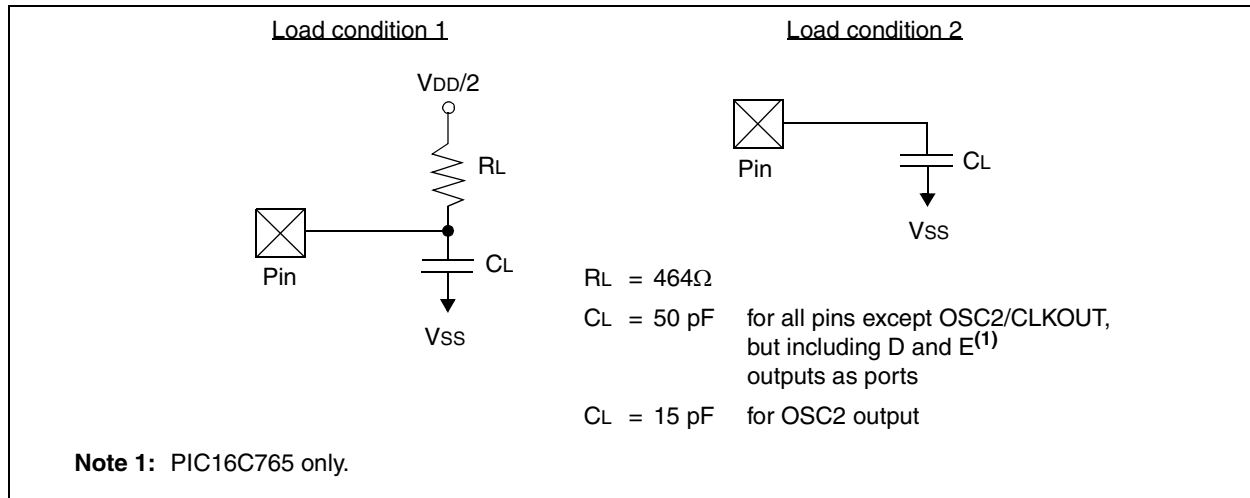 Load condition 1
VDD/2
RL
Pin
CL
VSS
Load condition 2
Pin
CL
VSS
RL = 464Ω
CL = 50 pF for all pins except OSC2/CLKOUT,
but including D and E(1)
outputs as ports
CL = 15 pF for OSC2 output
Note 1: PIC16C765 only.